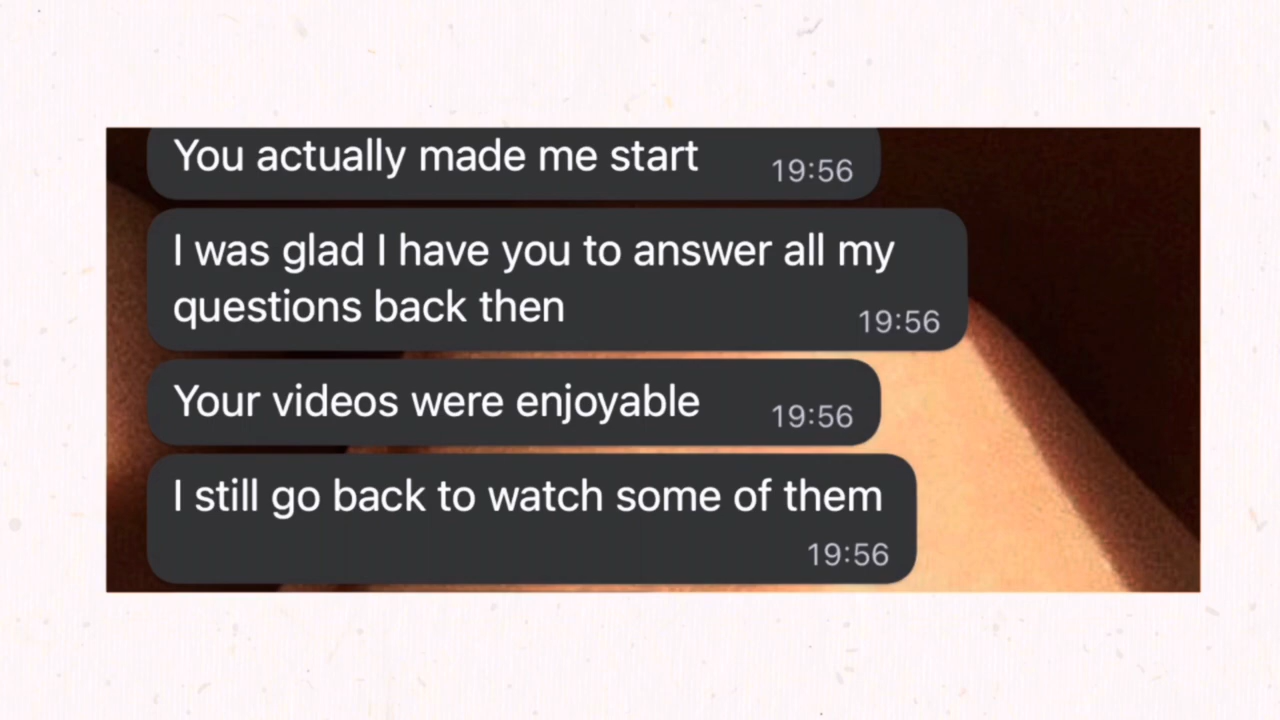 You actually made me start
19:56
I was glad I have you to answer all my
questions back then
19:56
Your videos were enjoyable
19:56
I still go back to watch some of them
19:56